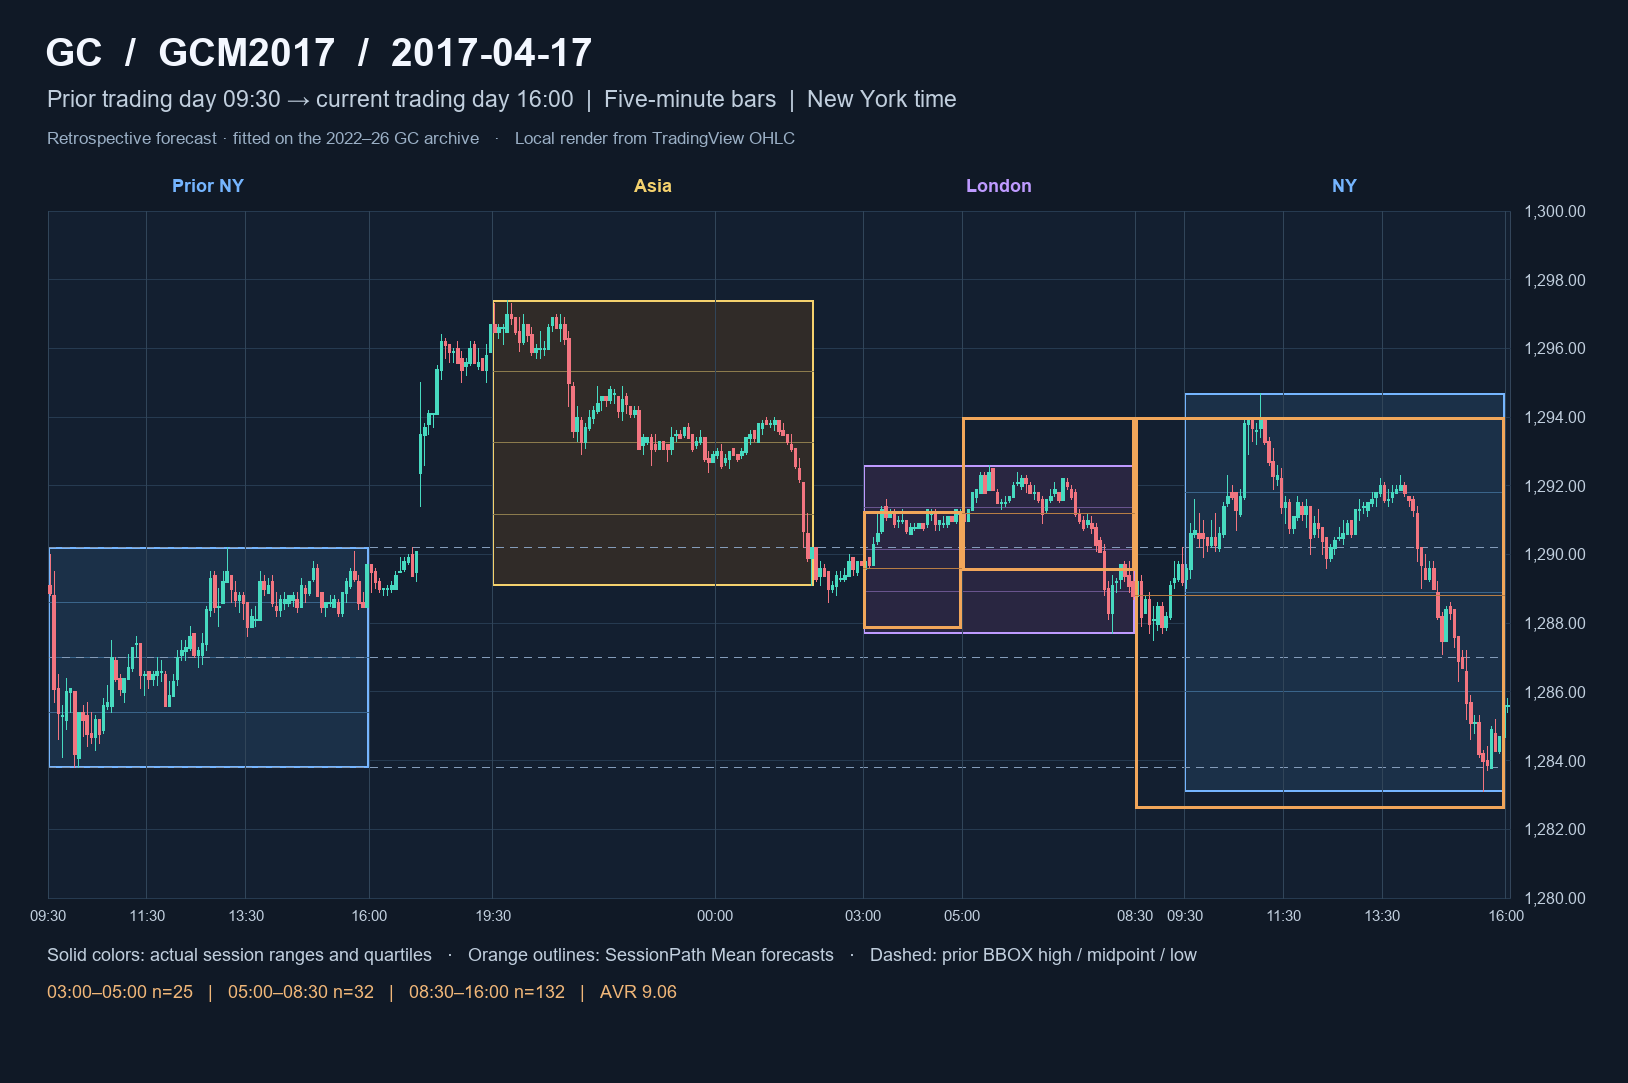 GC / GCM2017 / 2017-04-17
Prior trading day 09:30 → current trading day 16:00 | Five-minute bars | New York time
Retrospective forecast · fitted on the 2022–26 GC archive · Local render from TradingView OHLC
Prior NY Asia London NY
1,300.00
1,298.00
1,296.00
1,294.00
1,292.00
1,290.00
1,288.00
1,286.00
1,284.00
1,282.00
1,280.00
09:30 11:30 13:30 16:00 19:30 00:00 03:00 05:00 08:30 09:30 11:30 13:30 16:00
Solid colors: actual session ranges and quartiles · Orange outlines: SessionPath Mean forecasts · Dashed: prior BBOX high / midpoint / low
03:00–05:00 n=25 | 05:00–08:30 n=32 | 08:30–16:00 n=132 | AVR 9.06